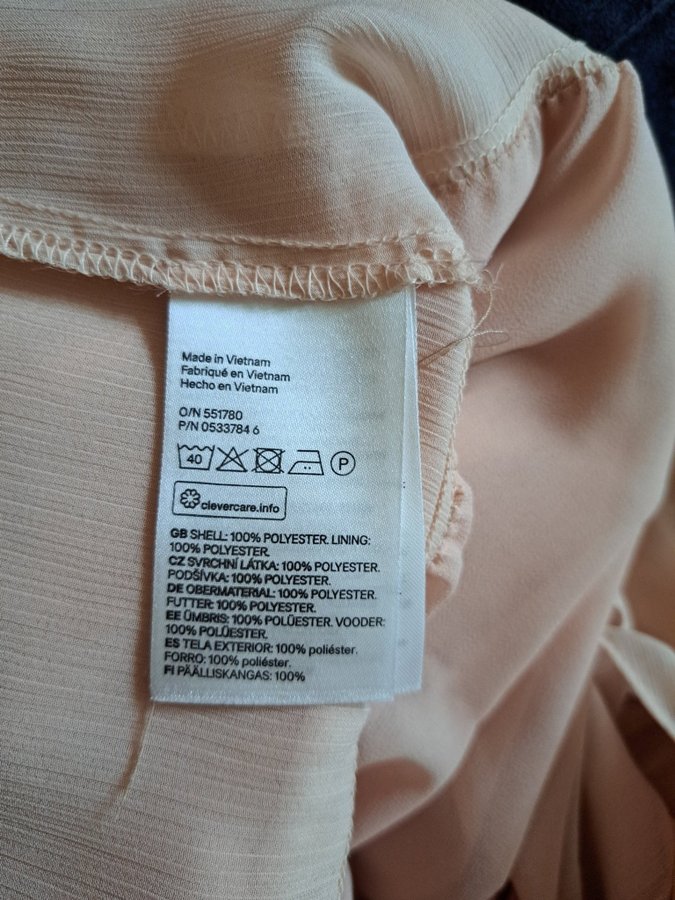 Made in Vietnam
Fabriqué en Vietnam
Hecho en Vietnam
O/N 551780
P/N 0533784 6
40 P
clevercare.info
GB SHELL: 100% POLYESTER. LINING:
100% POLYESTER.
CZ SVRCHNÍ LÁTKA: 100% POLYESTER.
PODŠÍVKA: 100% POLYESTER.
DE OBERMATERIAL: 100% POLYESTER.
FUTTER: 100% POLYESTER.
EE ÜMBRIS: 100% POLÜESTER. VOODER:
100% POLÜESTER.
ES TELA EXTERIOR: 100% poliéster.
FORRO: 100% poliéster.
FI PÄÄLLISKANGAS: 100%